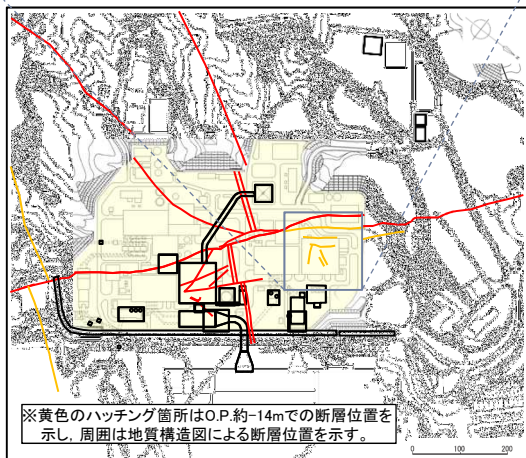 ※黄色のハッチング箇所はO.P.約-14mでの断層位置を
示し，周囲は地質構造図による断層位置を示す。
0 100 200